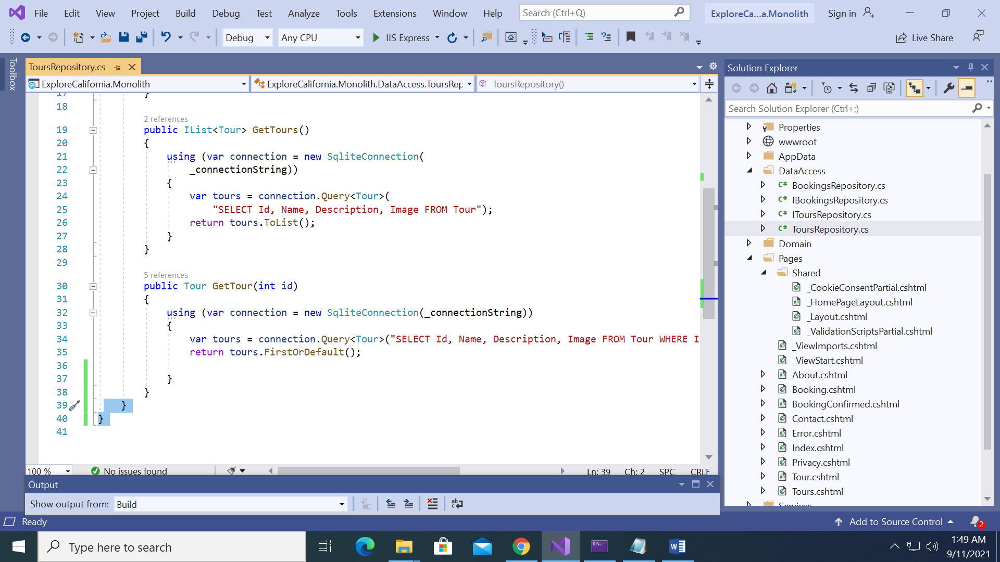 File Edit View Project Build Debug Test Analyze Tools Extensions Window Help Search (Ctrl+Q) ExploreCa...a.Monolith Sign in
Debug Any CPU IIS Express Live Share
Toolbox
ToursRepository.cs
ExploreCalifornia.Monolith ExploreCalifornia.Monolith.DataAccess.ToursRep ToursRepository()
17 }
18
2 references
19 public IList<Tour> GetTours()
20 {
21 using (var connection = new SqliteConnection(
22 _connectionString))
23 {
24 var tours = connection.Query<Tour>(
25 "SELECT Id, Name, Description, Image FROM Tour");
26 return tours.ToList();
27 }
28 }
29
5 references
30 public Tour GetTour(int id)
31 {
32 using (var connection = new SqliteConnection(_connectionString))
33 {
34 var tours = connection.Query<Tour>("SELECT Id, Name, Description, Image FROM Tour WHERE I
35 return tours.FirstOrDefault();
36
37 }
38 }
39 }
40 }
41
100 % No issues found Ln: 39 Ch: 2 SPC CRLF
Output
Show output from: Build
Solution Explorer
Search Solution Explorer (Ctrl+;)
Properties
wwwroot
AppData
DataAccess
C# BookingsRepository.cs
C# IBookingsRepository.cs
C# IToursRepository.cs
C# ToursRepository.cs
Domain
Pages
Shared
_CookieConsentPartial.cshtml
_HomePageLayout.cshtml
_Layout.cshtml
_ValidationScriptsPartial.cshtml
_ViewImports.cshtml
_ViewStart.cshtml
About.cshtml
Booking.cshtml
BookingConfirmed.cshtml
Contact.cshtml
Error.cshtml
Index.cshtml
Privacy.cshtml
Tour.cshtml
Tours.cshtml
Services
Ready Add to Source Control 2
Type here to search 1:49 AM
9/11/2021